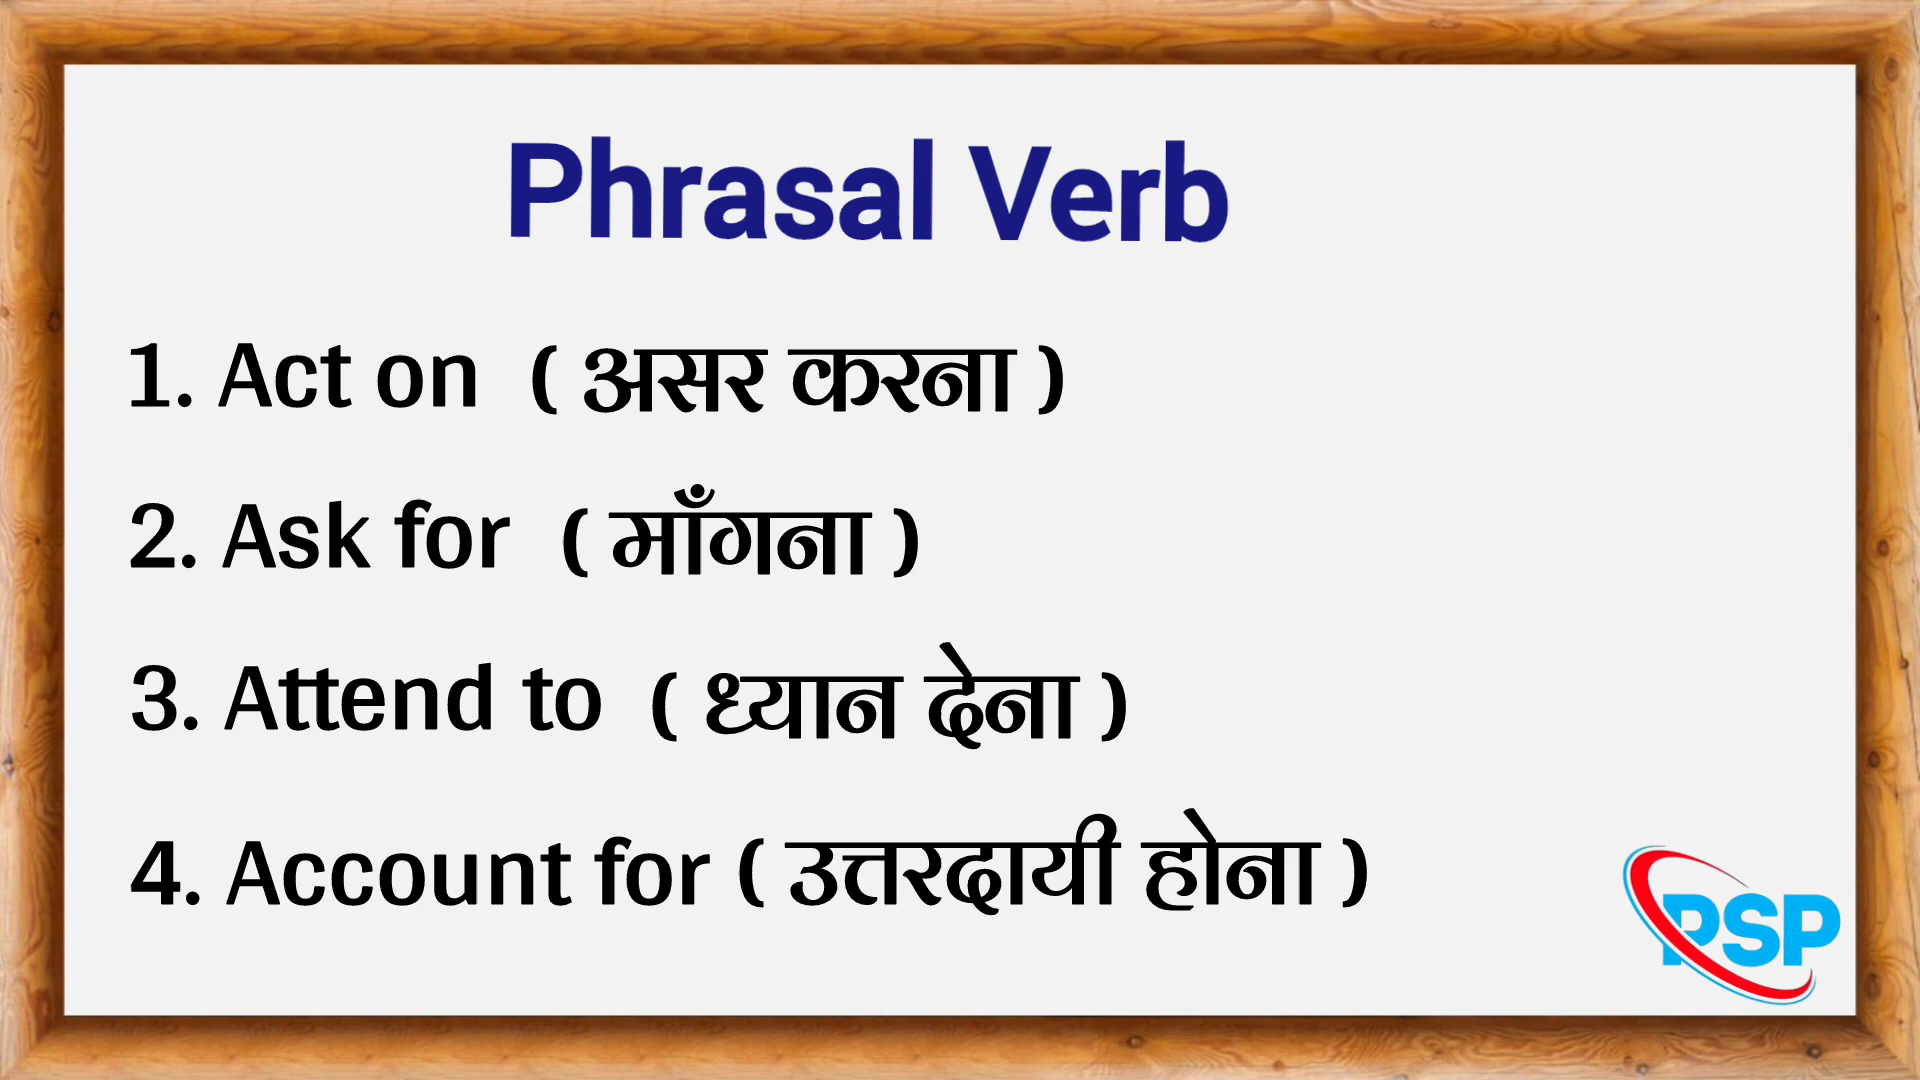 Phrasal Verb
1. Act on ( असर करना )
2. Ask for ( माँगना )
3. Attend to ( ध्यान देना )
4. Account for ( उत्तरदायी होना )
PSP